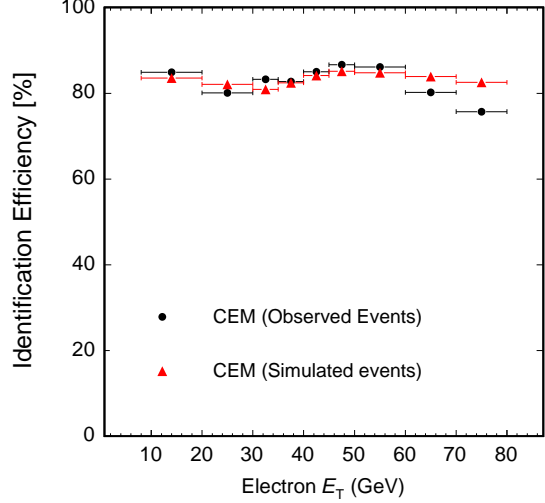 Identification Efficiency [%]
100
80
60
40
20
0
CEM (Observed Events)
CEM (Simulated events)
10 20 30 40 50 60 70 80
Electron E_T (GeV)